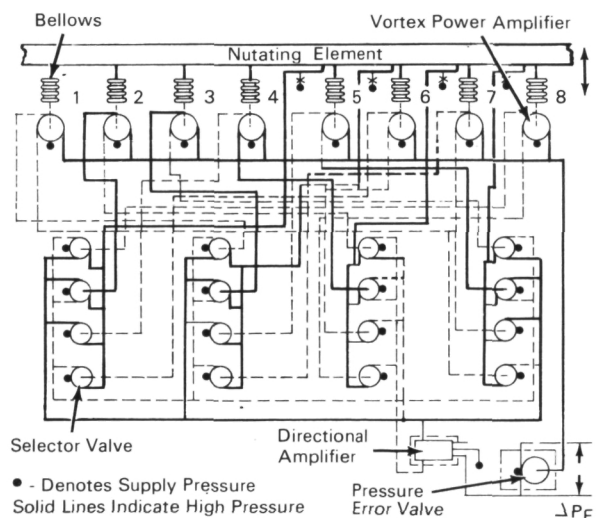 Bellows
Vortex Power Amplifier
Nutating Element
1 2 3 4 5 6 7 8
Selector Valve
Directional
Amplifier
● - Denotes Supply Pressure
Solid Lines Indicate High Pressure
Pressure
Error Valve